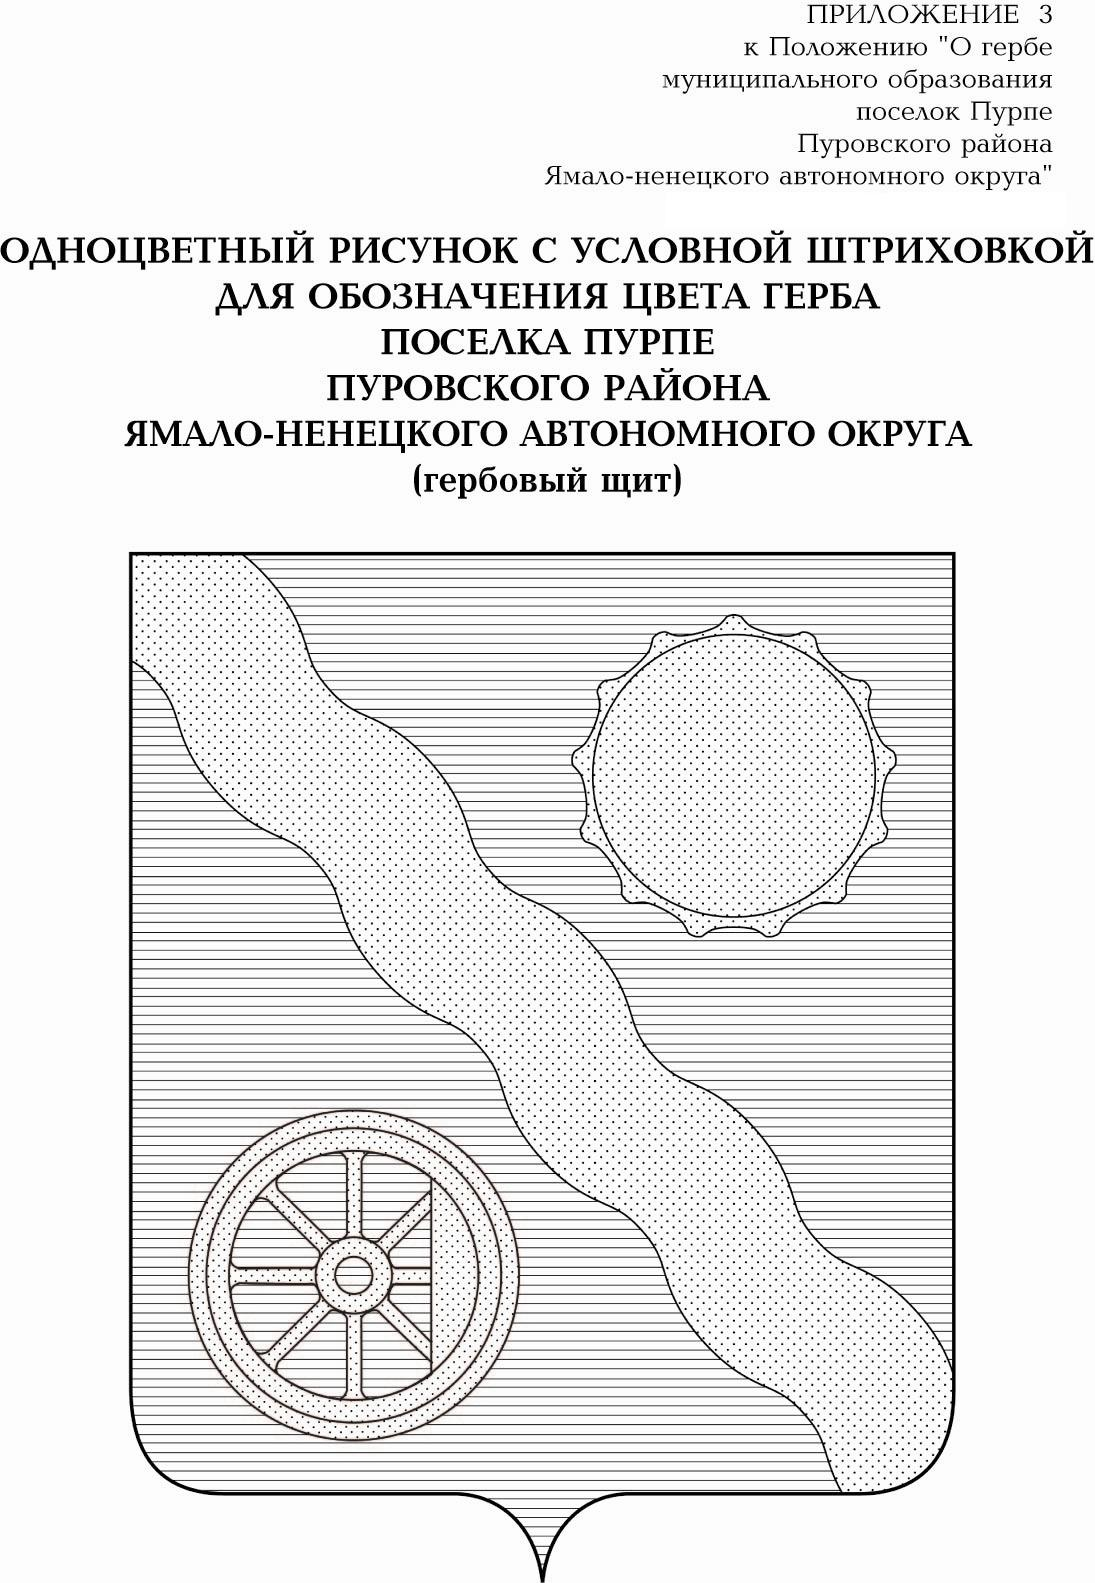 ПРИЛОЖЕНИЕ 3
к Положению "О гербе
муниципального образования
поселок Пурпе
Пуровского района
Ямало-ненецкого автономного округа"
ОДНОЦВЕТНЫЙ РИСУНОК С УСЛОВНОЙ ШТРИХОВКОЙ
ДЛЯ ОБОЗНАЧЕНИЯ ЦВЕТА ГЕРБА
ПОСЕЛКА ПУРПЕ
ПУРОВСКОГО РАЙОНА
ЯМАЛО-НЕНЕЦКОГО АВТОНОМНОГО ОКРУГА
(гербовый щит)